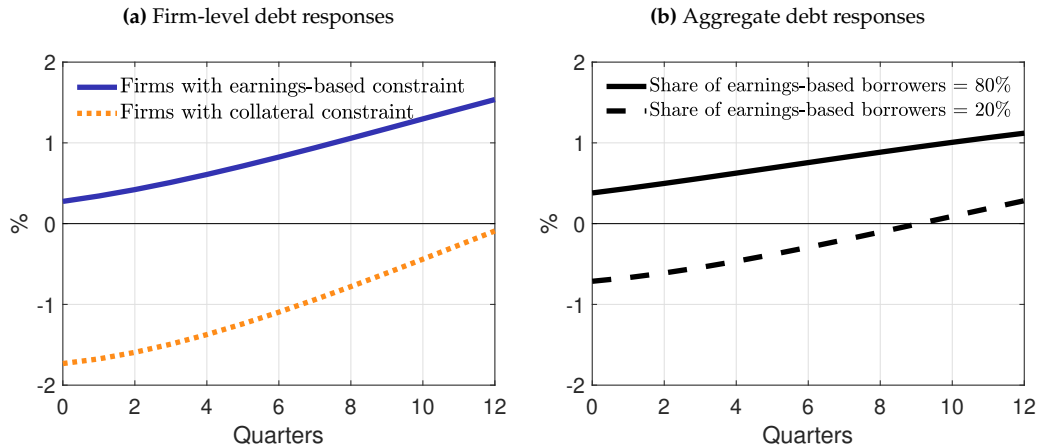 (a) Firm-level debt responses
2
Firms with earnings-based constraint
Firms with collateral constraint
1
0
-1
-2
%
0 2 4 6 8 10 12
Quarters
(b) Aggregate debt responses
2
Share of earnings-based borrowers = 80%
Share of earnings-based borrowers = 20%
1
0
-1
-2
%
0 2 4 6 8 10 12
Quarters